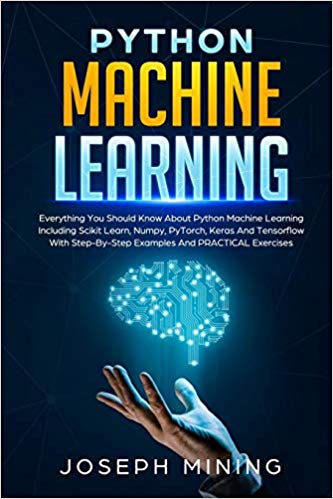 PYTHON
MACHINE
LEARNING
Everything You Should Know About Python Machine Learning
Including Scikit Learn, Numpy, PyTorch, Keras And Tensorflow
With Step-By-Step Examples And PRACTICAL Exercises
JOSEPH MINING